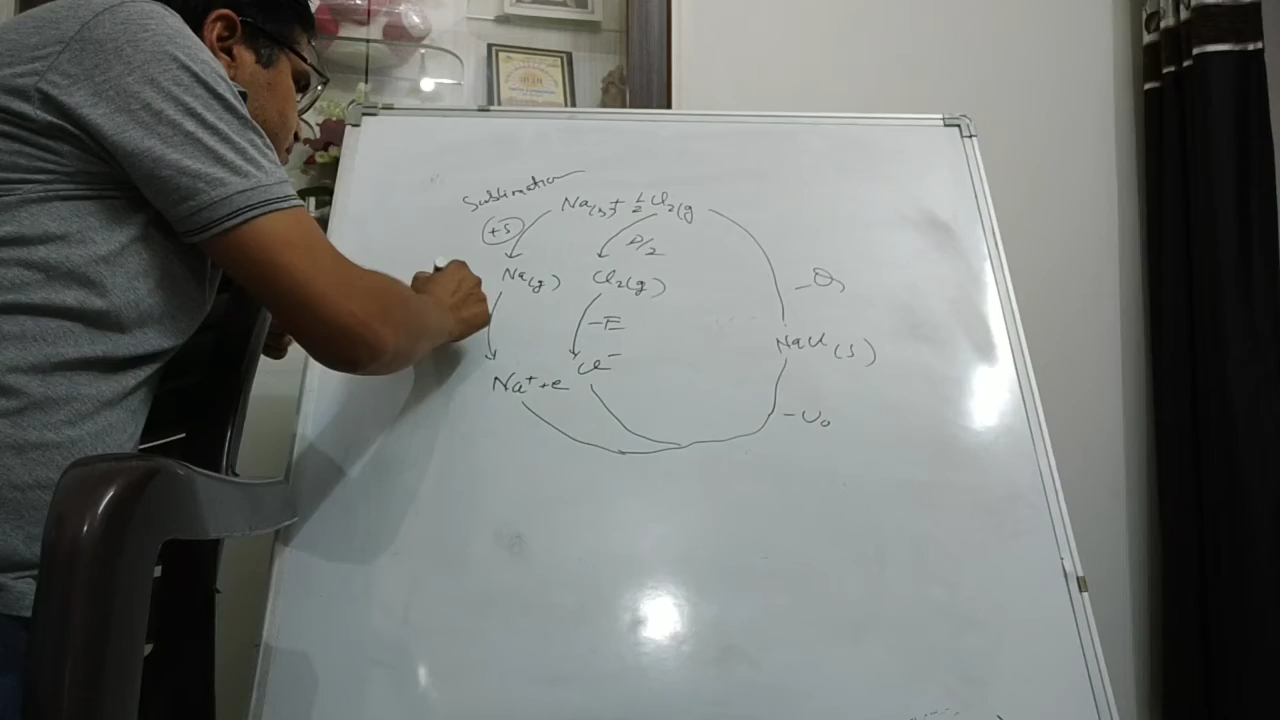 Sublimation
Na(s) + 1/2 Cl2(g
+S
D/2
Na(g) Cl2(g)
-Q
-E
NaCl(s)
Na+ + e Cl-
-U0